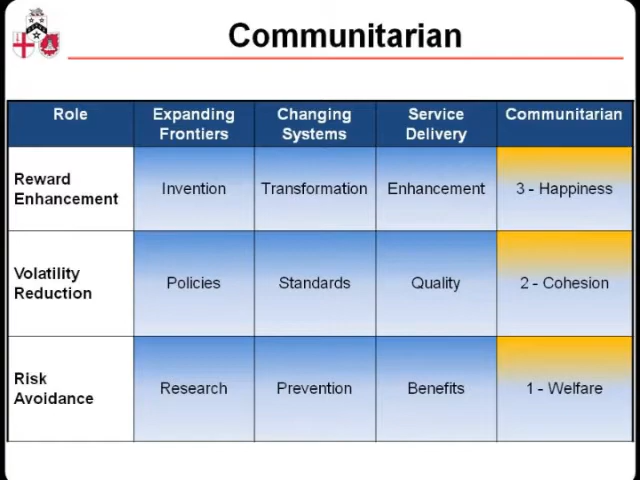 Communitarian
Role Expanding Frontiers Changing Systems Service Delivery Communitarian
Reward Enhancement Invention Transformation Enhancement 3 - Happiness
Volatility Reduction Policies Standards Quality 2 - Cohesion
Risk Avoidance Research Prevention Benefits 1 - Welfare